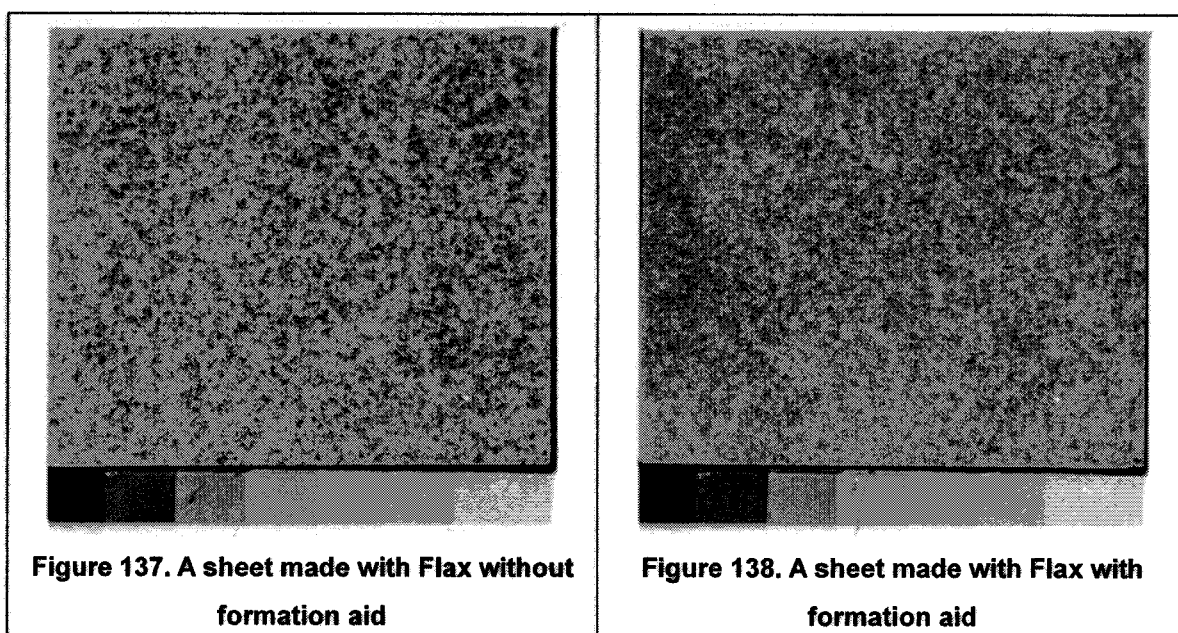 Figure 137. A sheet made with Flax without
formation aid
Figure 138. A sheet made with Flax with
formation aid